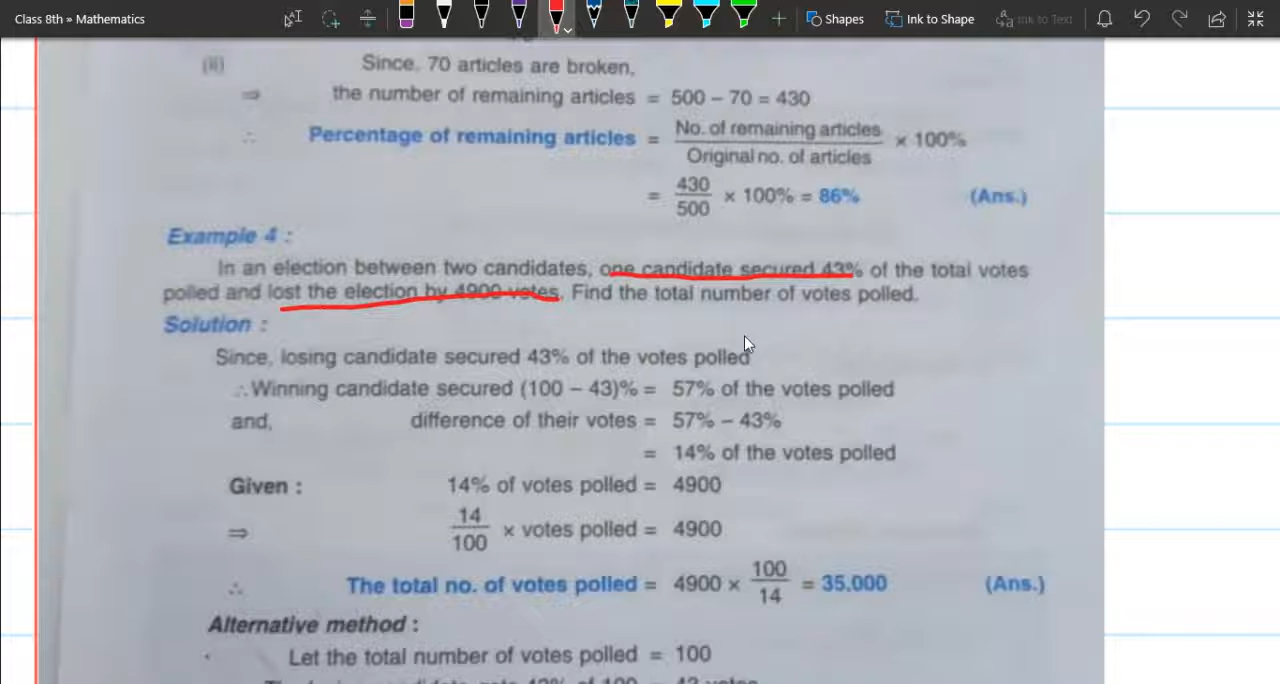 Class 8th » Mathematics
Shapes
Ink to Shape
Ink to Text
(ii) Since, 70 articles are broken,
⇒ the number of remaining articles = 500 – 70 = 430
∴ Percentage of remaining articles = No. of remaining articles / Original no. of articles × 100%
= 430/500 × 100% = 86% (Ans.)
Example 4 :
In an election between two candidates, one candidate secured 43% of the total votes
polled and lost the election by 4900 votes. Find the total number of votes polled.
Solution :
Since, losing candidate secured 43% of the votes polled
∴ Winning candidate secured (100 – 43)% = 57% of the votes polled
and, difference of their votes = 57% – 43%
= 14% of the votes polled
Given : 14% of votes polled = 4900
⇒ 14/100 × votes polled = 4900
∴ The total no. of votes polled = 4900 × 100/14 = 35,000 (Ans.)
Alternative method :
Let the total number of votes polled = 100